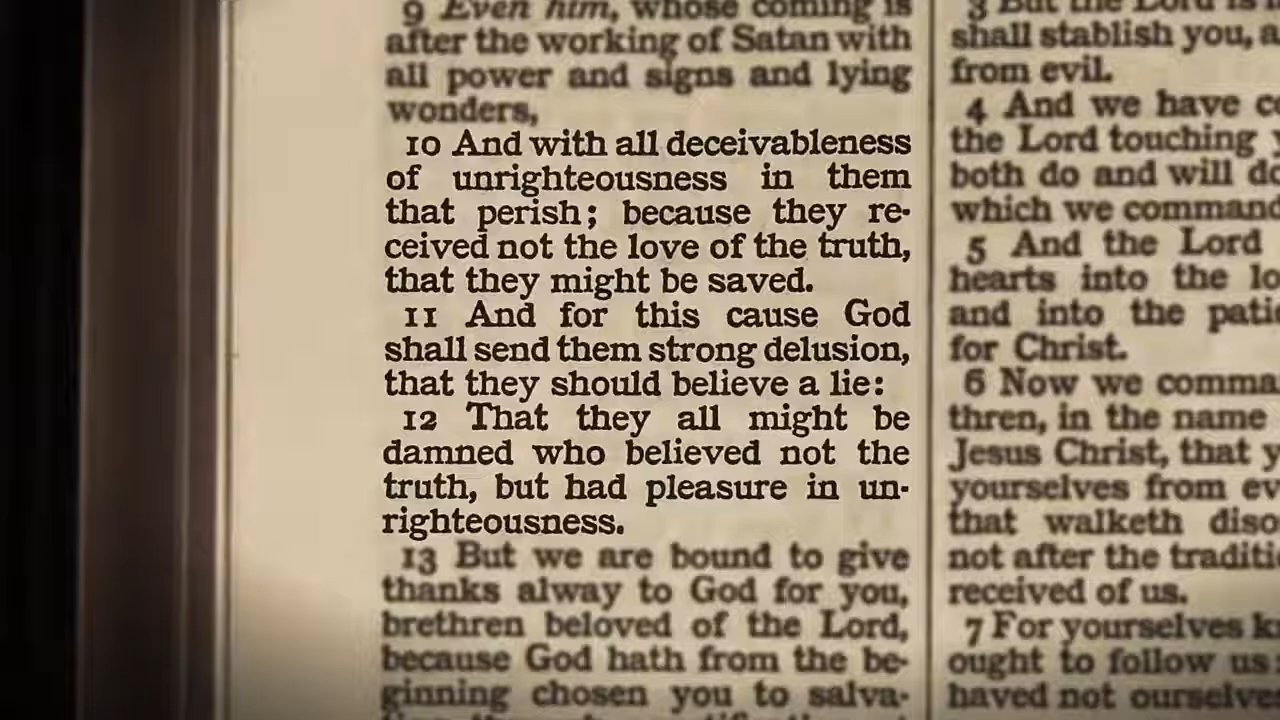 9 Even him, whose coming is
after the working of Satan with
all power and signs and lying
wonders,
10 And with all deceivableness
of unrighteousness in them
that perish; because they re-
ceived not the love of the truth,
that they might be saved.
11 And for this cause God
shall send them strong delusion,
that they should believe a lie:
12 That they all might be
damned who believed not the
truth, but had pleasure in un-
righteousness.
13 But we are bound to give
thanks alway to God for you,
brethren beloved of the Lord,
because God hath from the be-
ginning chosen you to salva-
3 But the Lord is
shall stablish you, a
from evil.
4 And we have
the Lord touching
both do and will
which we command
5 And the Lord
hearts into the
and into the
for Christ.
6 Now we comma
thren, in the name
Jesus Christ, that
yourselves from
that walketh diso
not after the traditi
received of us.
7 For yourselves
ought to follow us
haved not ourselve